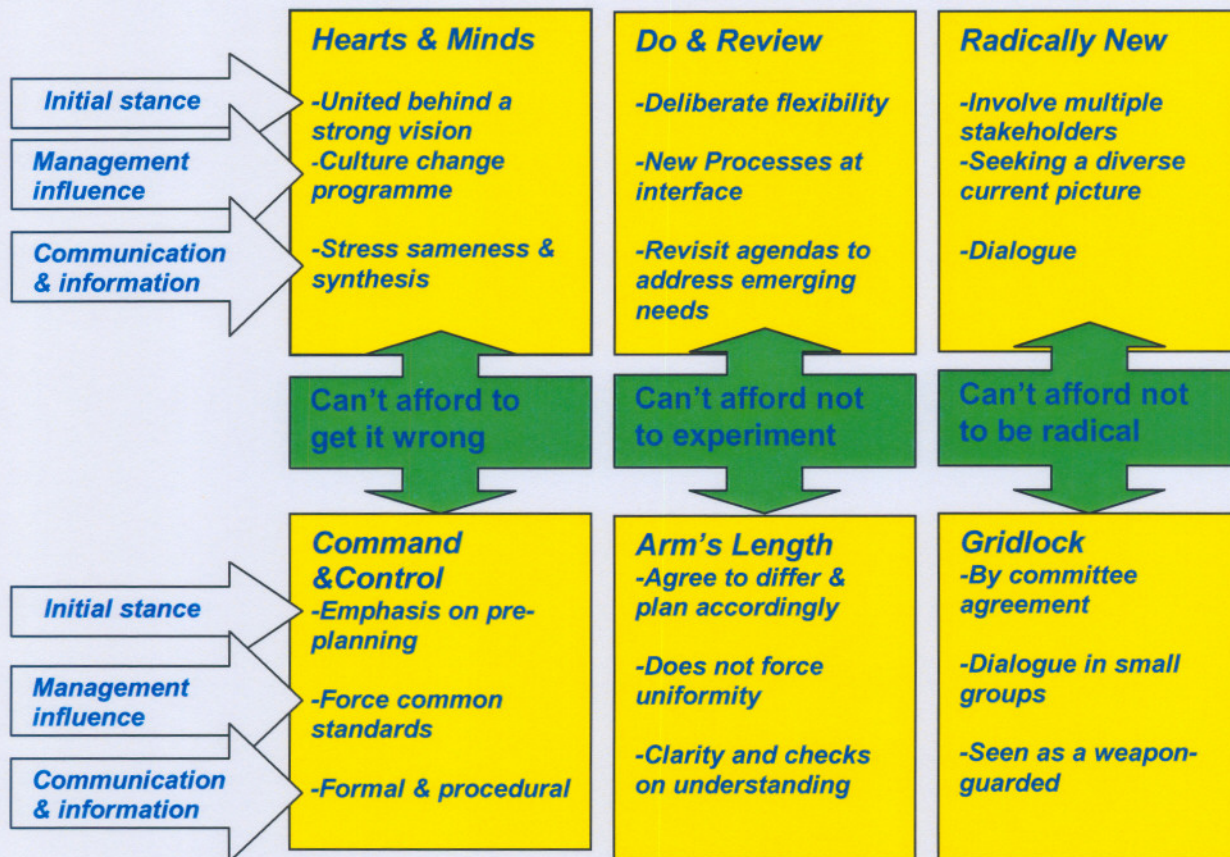 Initial stance
Management
influence
Communication
& information
Hearts & Minds
-United behind a
strong vision
-Culture change
programme
-Stress sameness &
synthesis
Do & Review
-Deliberate flexibility
-New Processes at
interface
-Revisit agendas to
address emerging
needs
Radically New
-Involve multiple
stakeholders
-Seeking a diverse
current picture
-Dialogue
Can't afford to
get it wrong
Can't afford not
to experiment
Can't afford not
to be radical
Initial stance
Management
influence
Communication
& information
Command
&Control
-Emphasis on pre-
planning
-Force common
standards
-Formal & procedural
Arm's Length
-Agree to differ &
plan accordingly
-Does not force
uniformity
-Clarity and checks
on understanding
Gridlock
-By committee
agreement
-Dialogue in small
groups
-Seen as a weapon-
guarded